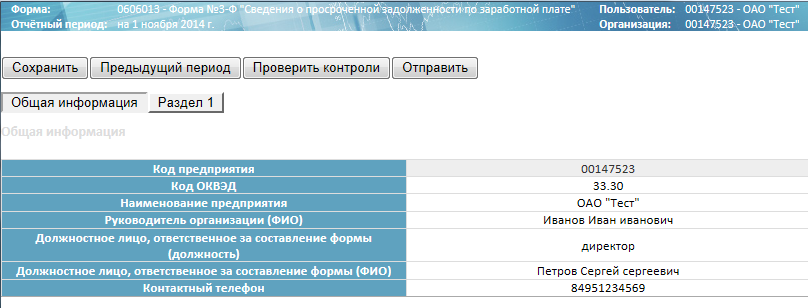 Форма: 0606013 - Форма №3-Ф "Сведения о просроченной задолженности по заработной плате" Пользователь: 00147523 - ОАО "Тест"
Отчётный период: на 1 ноября 2014 г. Организация: 00147523 - ОАО "Тест"
Сохранить Предыдущий период Проверить контроли Отправить
Общая информация Раздел 1
Общая информация
Код предприятия 00147523
Код ОКВЭД 33.30
Наименование предприятия ОАО "Тест"
Руководитель организации (ФИО) Иванов Иван иванович
Должностное лицо, ответственное за составление формы
(должность) директор
Должностное лицо, ответственное за составление формы (ФИО) Петров Сергей сергеевич
Контактный телефон 84951234569